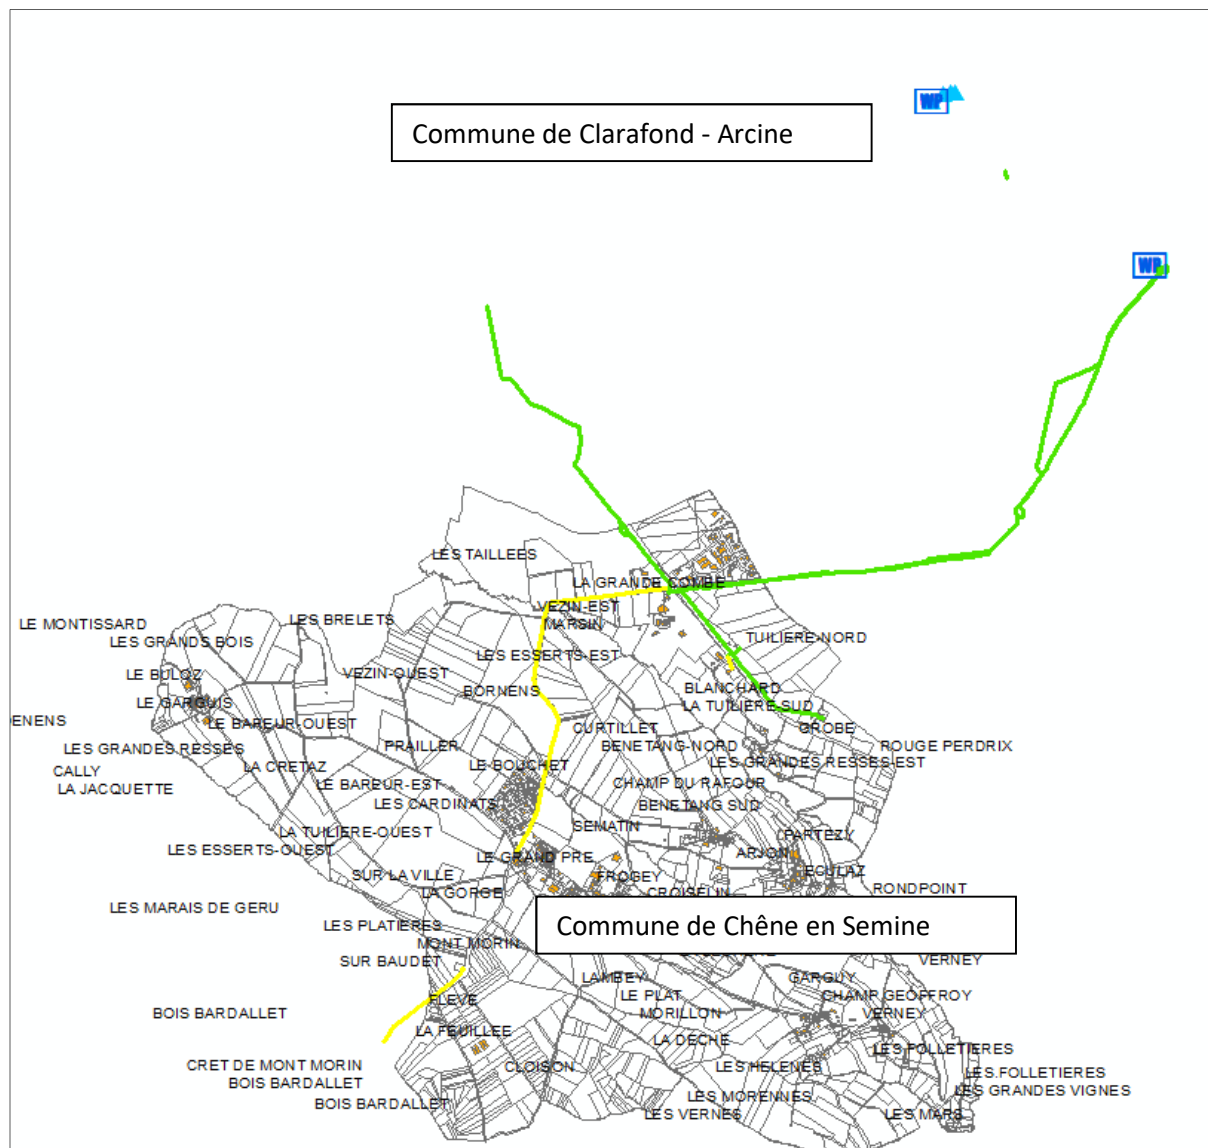 WP
Commune de Clarafond - Arcine
WP
LES TAILLEES
LA GRANDE COMBE
VEZIN-EST
MARSIN
LE MONTISSARD
LES BRELETS
LES GRANDS BOIS
TUILIERE-NORD
LES ESSERTS-EST
LE BULOZ
VEZIN-OUEST
BORNENS
BLANCHARD
LE GARGUIS
LA TUILIERE-SUD
DENENS
LE BAREUR-OUEST
CURTILLET
GROBE
LES GRANDES RESSES
PRAILLER
BENETANG-NORD
ROUGE PERDRIX
CALLY
LA CRETAZ
LE BOUCHET
LES GRANDES RESSES-EST
LA JACQUETTE
LE BAREUR-EST
CHAMP DU RAFOUR
LES CARDINATS
BENETANG SUD
LA TUILIERE-OUEST
SEMATIN
PARTEZY
LES ESSERTS-OUEST
LE GRAND PRE
ARJON
SUR LA VILLE
FROGEY
ECULAZ
LA GORGE
CROISELIN
RONDPOINT
LES MARAIS DE GERU
LES PLATIERES
Commune de Chêne en Semine
MONT MORIN
SUR BAUDET
VERNEY
LAMBEY
GARGUY
FLEVE
LE PLAT
CHAMP GEOFFROY
BOIS BARDALLET
MORILLON
VERNEY
LA FEUILLEE
LA DECHE
LES FOLLETIERES
CRET DE MONT MORIN
CLOISON
LES HELENES
LES FOLLETIERES
BOIS BARDALLET
LES GRANDES VIGNES
BOIS BARDALLET
LES MORENNES
LES VERNES
LES MARS